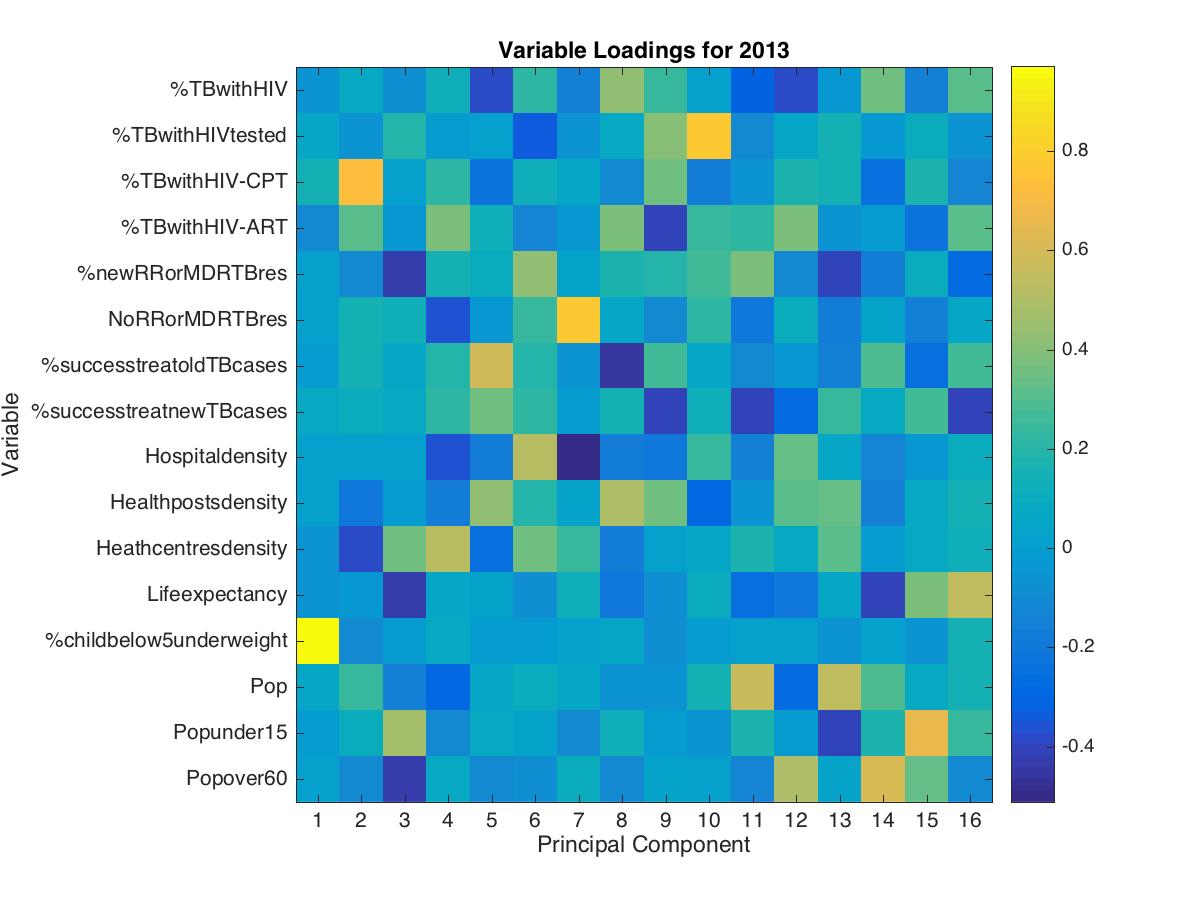 Variable Loadings for 2013
Variable
%TBwithHIV
%TBwithHIVtested
%TBwithHIV-CPT
%TBwithHIV-ART
%newRRorMDRTBres
NoRRorMDRTBres
%successtreatoldTBcases
%successtreatnewTBcases
Hospitaldensity
Healthpostsdensity
Heathcentresdensity
Lifeexpectancy
%childbelow5underweight
Pop
Popunder15
Popover60
1 2 3 4 5 6 7 8 9 10 11 12 13 14 15 16
Principal Component
0.8
0.6
0.4
0.2
0
-0.2
-0.4